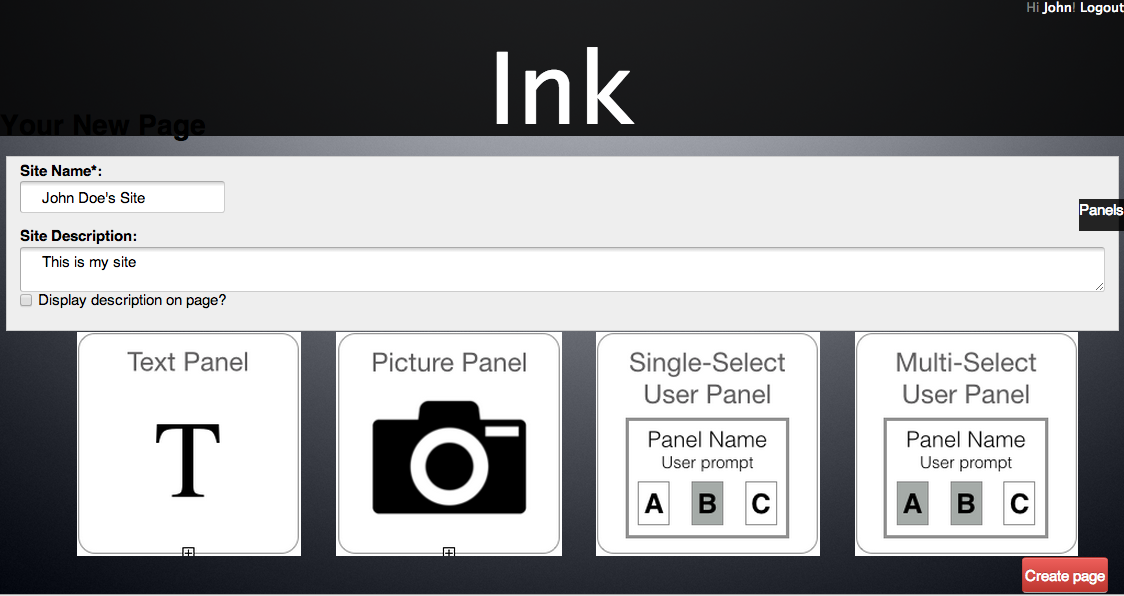 Hi John! Logout
Ink
Your New Page
Site Name*:
John Doe's Site
Panels
Site Description:
This is my site
Display description on page?
Text Panel
T
Picture Panel
Single-Select
User Panel
Panel Name
User prompt
A B C
Multi-Select
User Panel
Panel Name
User prompt
A B C
Create page